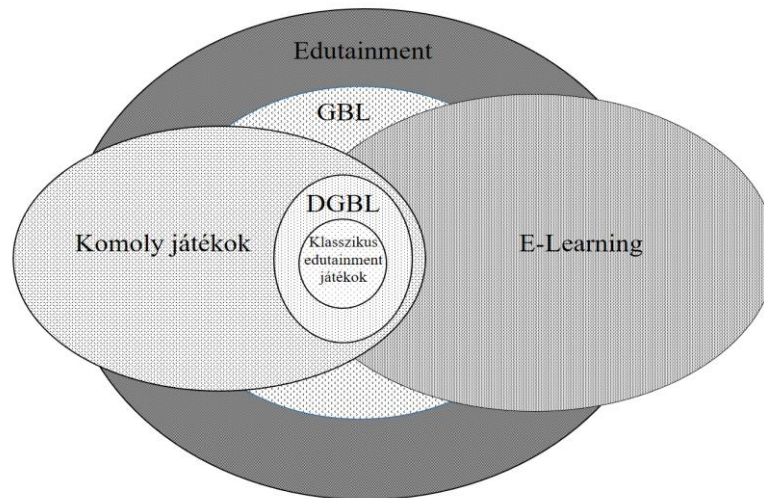 Edutainment
GBL
DGBL
Komoly játékok
Klasszikus
edutainment
játékok
E-Learning